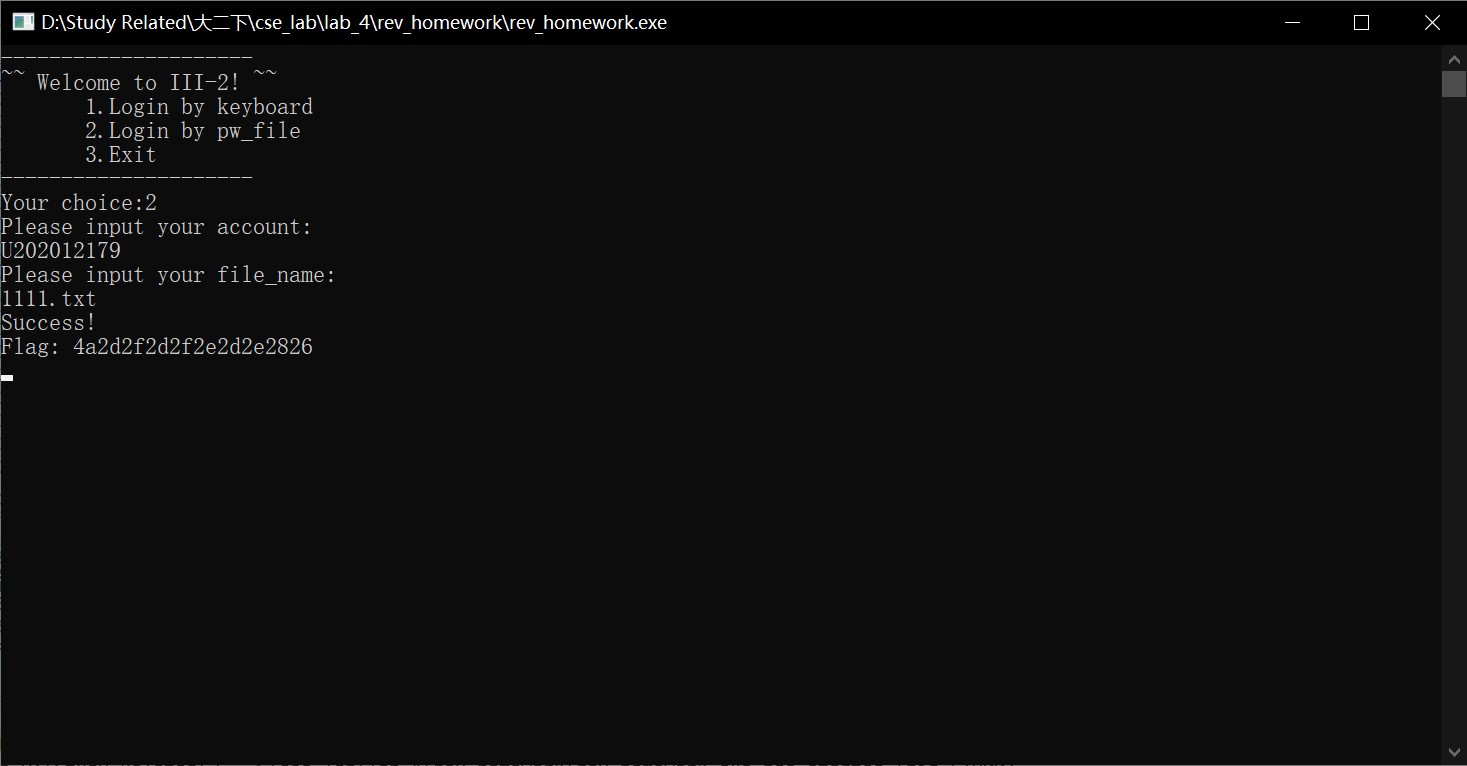 D:\Study Related\大二下\cse_lab\lab_4\rev_homework\rev_homework.exe
---------------------
~~ Welcome to III-2! ~~
1.Login by keyboard
2.Login by pw_file
3.Exit
---------------------
Your choice:2
Please input your account:
U202012179
Please input your file_name:
1111.txt
Success!
Flag: 4a2d2f2d2f2e2d2e2826